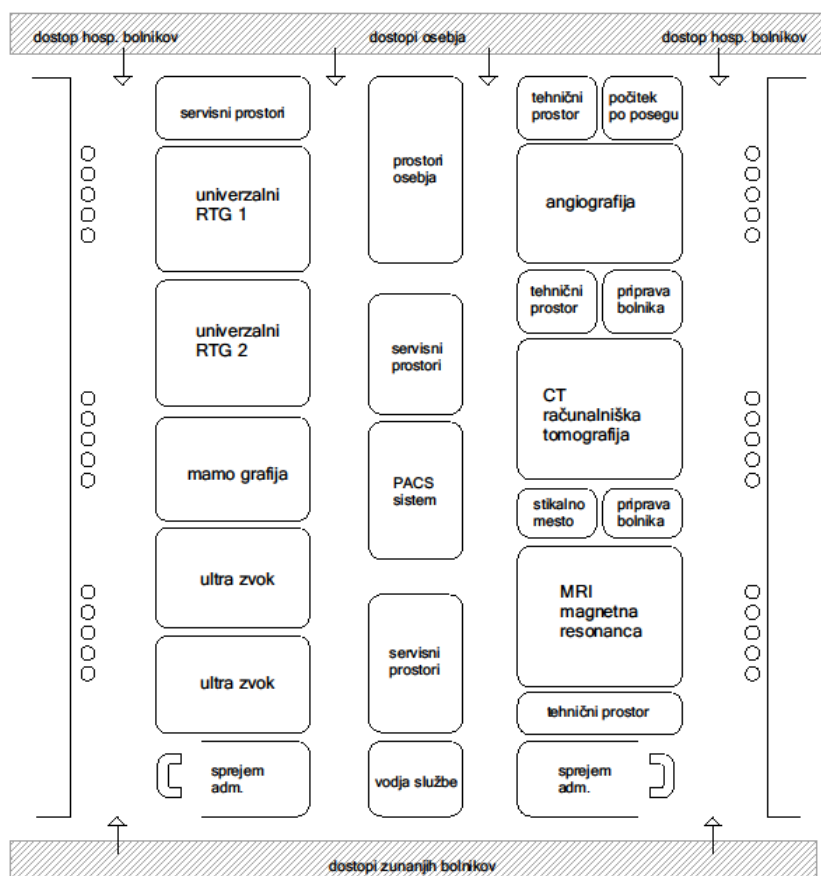 dostop hosp. bolnikov
dostopi osebja
dostop hosp. bolnikov
servisni prostori
univerzalni
RTG 1
univerzalni
RTG 2
mamo grafija
ultra zvok
ultra zvok
sprejem
adm.
prostori
osebja
servisni
prostori
PACS
sistem
servisni
prostori
vodja službe
tehnični
prostor
počitek
po posegu
angiografija
tehnični
prostor
priprava
bolnika
CT
računalniška
tomografija
stikalno
mesto
priprava
bolnika
MRI
magnetna
resonanca
tehnični prostor
sprejem
adm.
dostopi zunanjih bolnikov